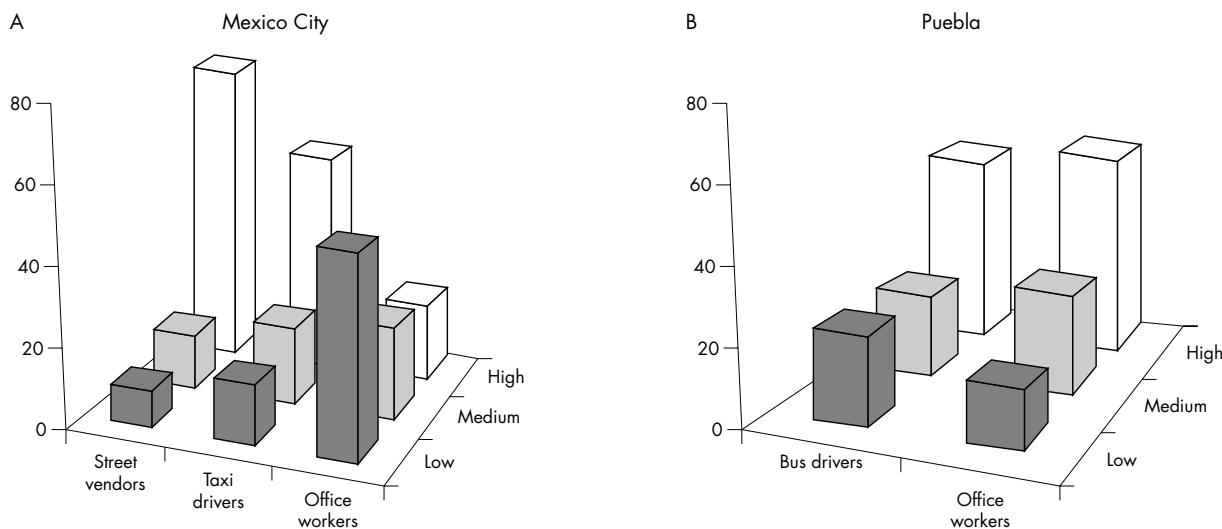 A
Mexico City
80
60
40
20
0
Street
vendors
Taxi
drivers
Office
workers
Low
Medium
High
B
Puebla
80
60
40
20
0
Bus drivers
Office
workers
Low
Medium
High